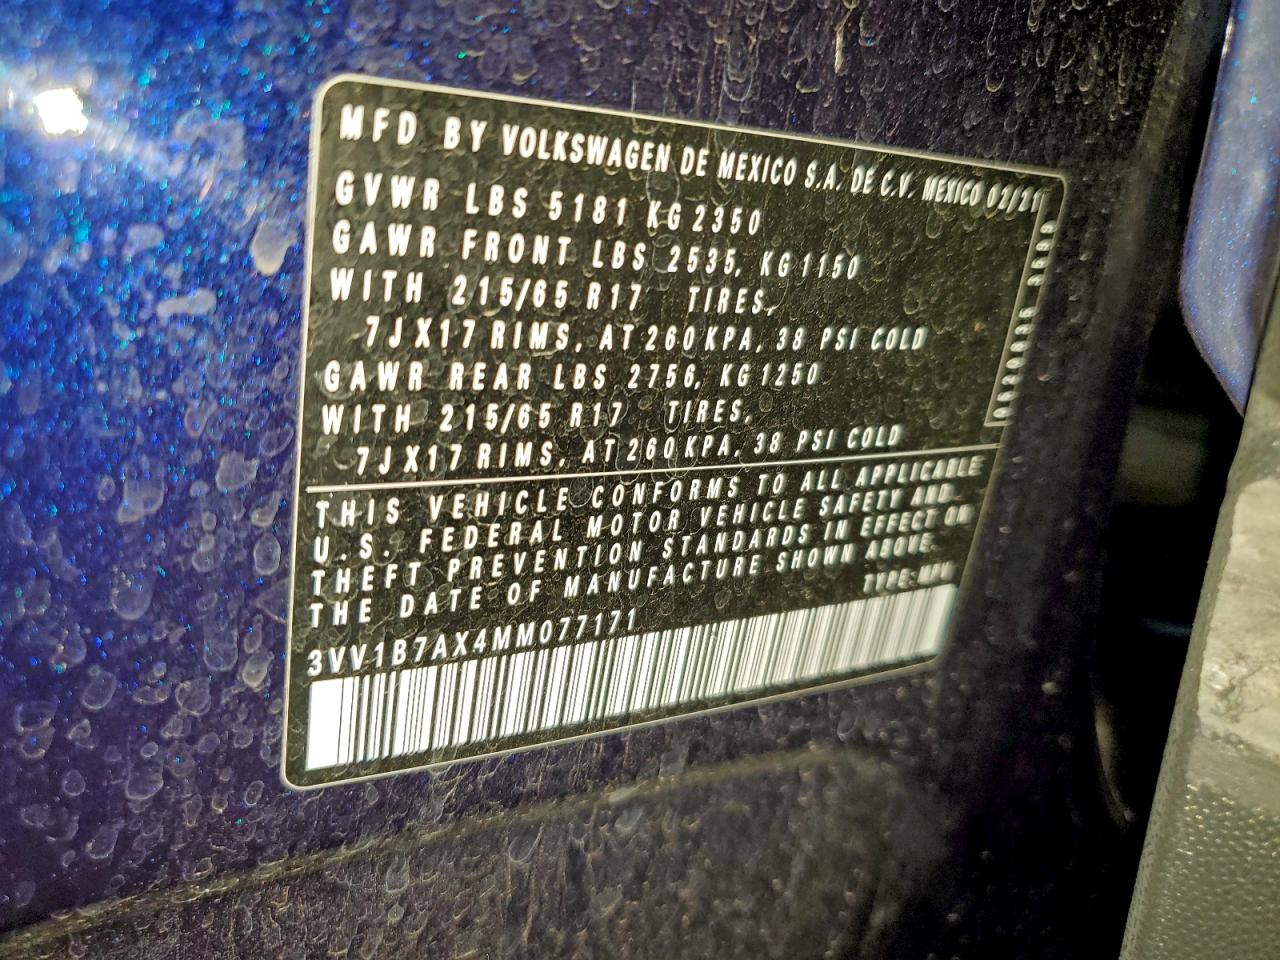 MFD BY VOLKSWAGEN DE MEXICO S.A. DE C.V. MEXICO 02/21
GVWR LBS 5181 KG 2350
GAWR FRONT LBS 2535, KG 1150
WITH 215/65 R17 TIRES,
7J X17 RIMS, AT 260 KPA, 38 PSI COLD
GAWR REAR LBS 2756, KG 1250
WITH 215/65 R17 TIRES,
7J X17 RIMS, AT 260 KPA, 38 PSI COLD
THIS VEHICLE CONFORMS TO ALL APPLICABLE
U.S. FEDERAL MOTOR VEHICLE SAFETY AND
THEFT PREVENTION STANDARDS IN EFFECT ON
THE DATE OF MANUFACTURE SHOWN ABOVE.
TYPE: MPV
3VV1B7AX4MM077171